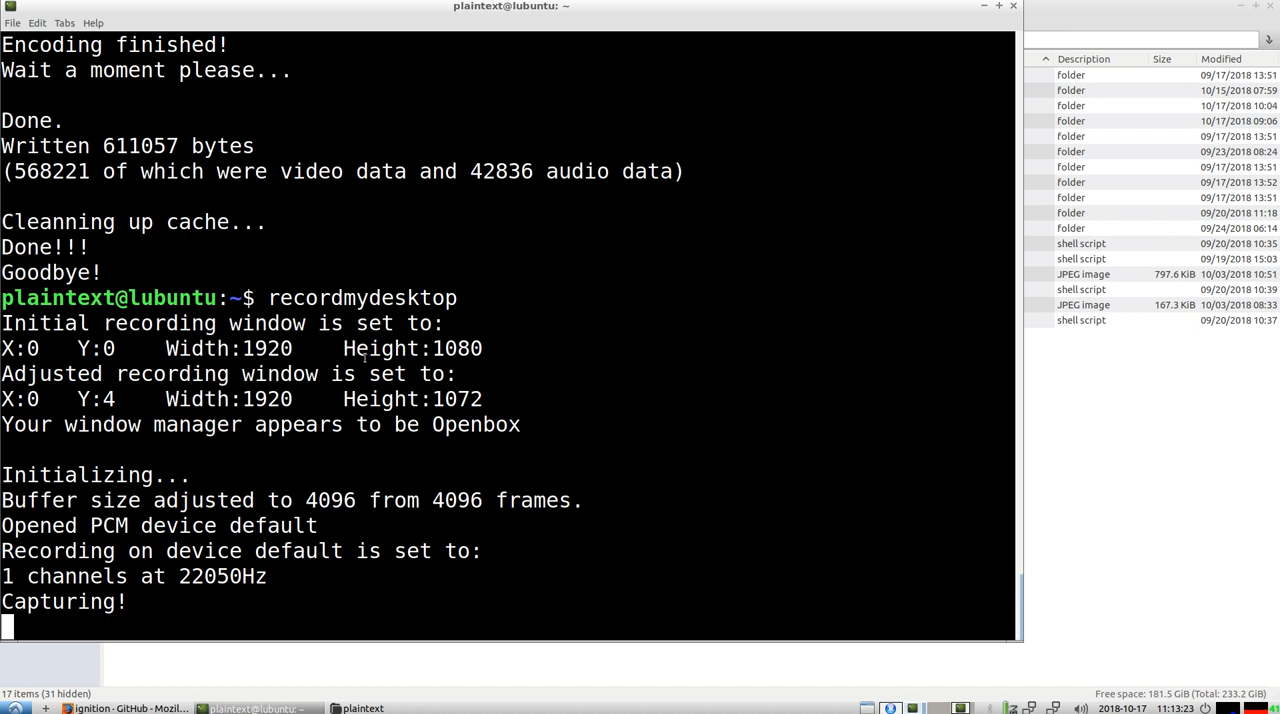 plaintext@lubuntu: ~
File Edit Tabs Help
Encoding finished!
Wait a moment please...
Done.
Written 611057 bytes
(568221 of which were video data and 42836 audio data)
Cleanning up cache...
Done!!!
Goodbye!
plaintext@lubuntu:~$ recordmydesktop
Initial recording window is set to:
X:0 Y:0 Width:1920 Height:1080
Adjusted recording window is set to:
X:0 Y:4 Width:1920 Height:1072
Your window manager appears to be Openbox
Initializing...
Buffer size adjusted to 4096 from 4096 frames.
Opened PCM device default
Recording on device default is set to:
1 channels at 22050Hz
Capturing!
Description Size Modified
folder 09/17/2018 13:51
folder 10/15/2018 07:59
folder 10/17/2018 10:04
folder 10/17/2018 09:06
folder 09/17/2018 13:51
folder 09/23/2018 08:24
folder 09/17/2018 13:51
folder 09/17/2018 13:52
folder 09/17/2018 13:51
folder 09/20/2018 11:18
folder 09/24/2018 06:14
shell script 09/20/2018 10:35
shell script 09/19/2018 15:03
JPEG image 797.6 KiB 10/03/2018 10:51
shell script 09/20/2018 10:39
JPEG image 167.3 KiB 10/03/2018 08:33
shell script 09/20/2018 10:37
17 items (31 hidden) Free space: 181.5 GiB (Total: 233.2 GiB)
ignition · GitHub - Mozil... plaintext@lubuntu: ~ plaintext 2018-10-17 11:13:23 41